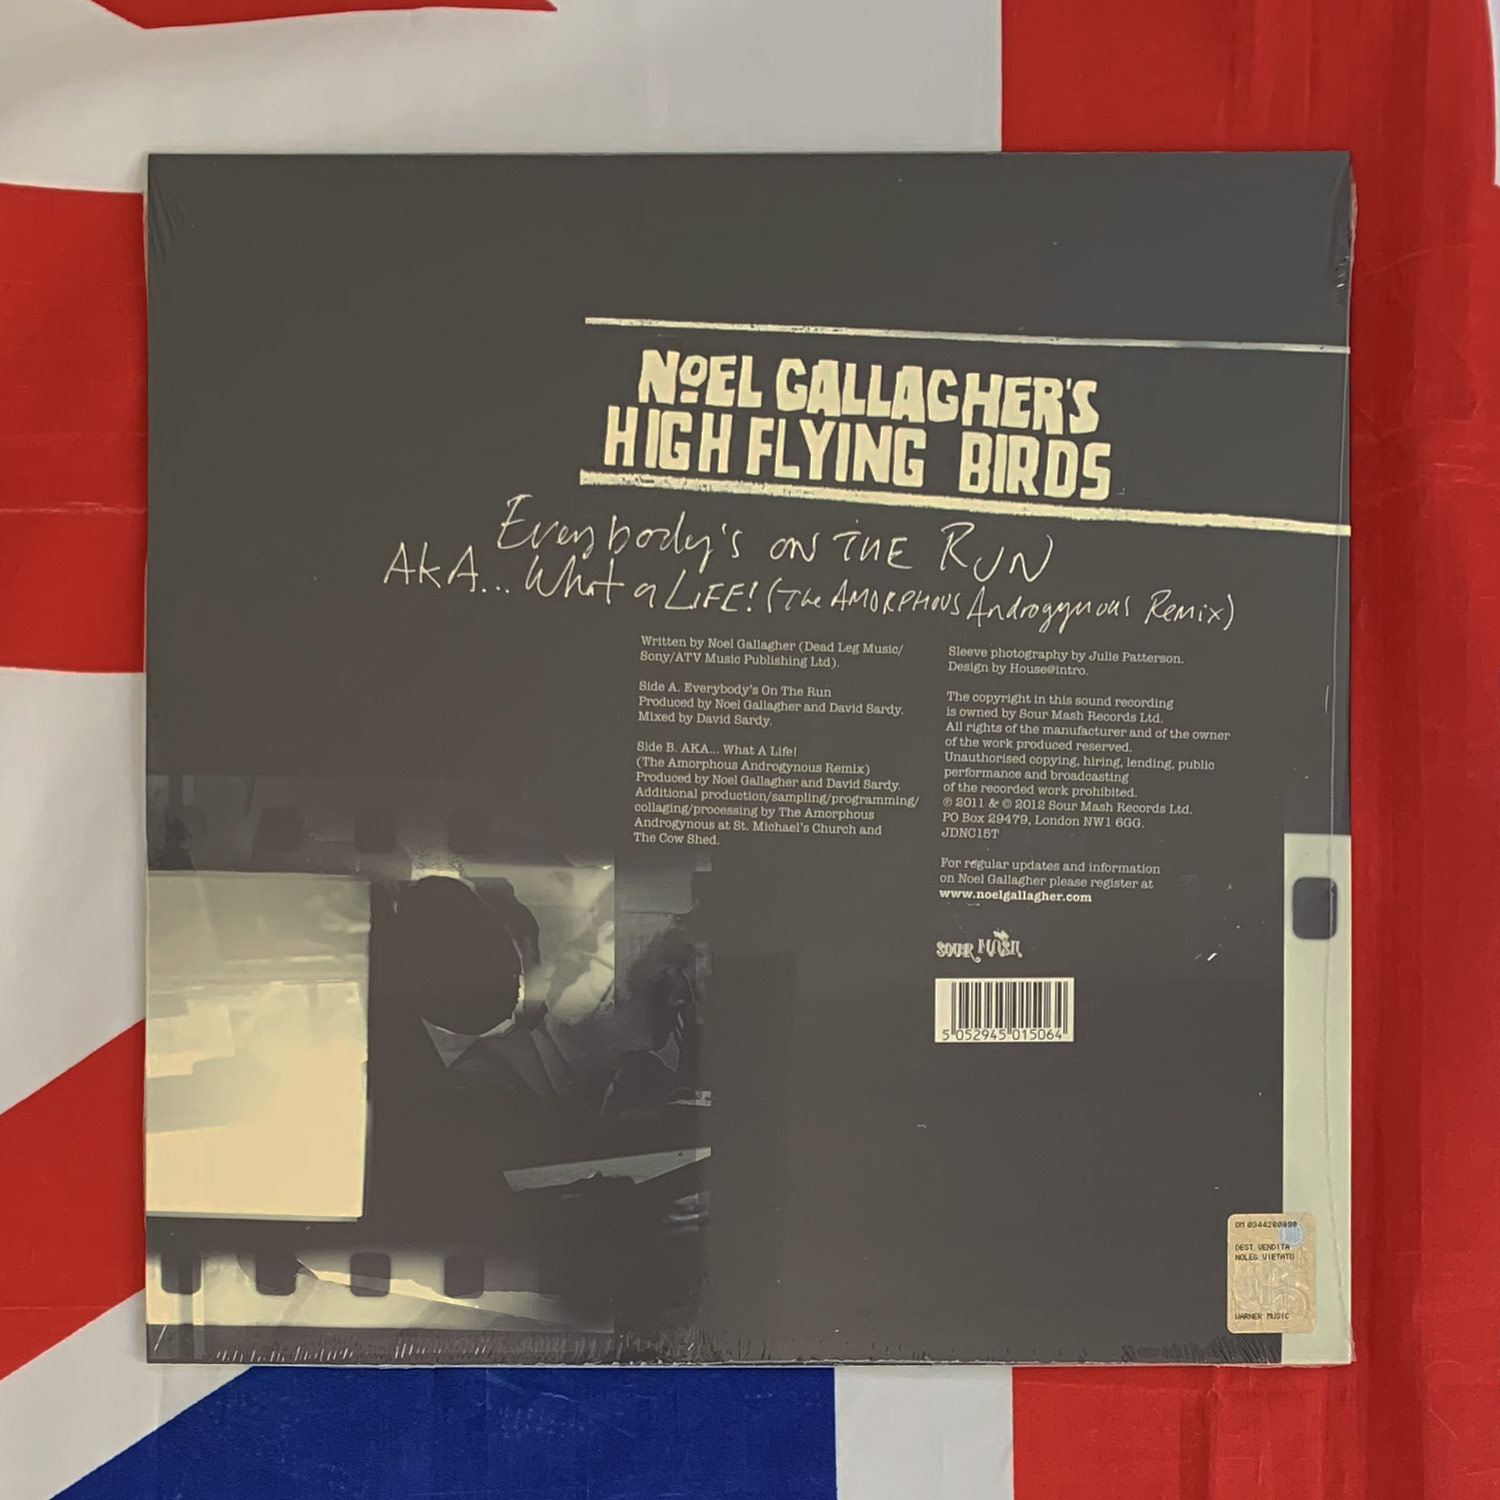 NOEL GALLAGHER'S
HIGH FLYING BIRDS
Everybody's on THE RUN
AKA... What a LIFE! (The AMORPHOUS Androgynous Remix)
Written by Noel Gallagher (Dead Leg Music/
Sony/ATV Music Publishing Ltd).
Side A. Everybody's On The Run
Produced by Noel Gallagher and David Sardy.
Mixed by David Sardy.
Side B. AKA... What A Life!
(The Amorphous Androgynous Remix)
Produced by Noel Gallagher and David Sardy.
Additional production/sampling/programming/
collaging/processing by The Amorphous
Androgynous at St. Michael's Church and
The Cow Shed.
Sleeve photography by Julie Patterson.
Design by House@intro.
The copyright in this sound recording
is owned by Sour Mash Records Ltd.
All rights of the manufacturer and of the owner
of the work produced reserved.
Unauthorised copying, hiring, lending, public
performance and broadcasting
of the recorded work prohibited.
℗ 2011 & © 2012 Sour Mash Records Ltd.
PO Box 29479, London NW1 6GG.
JDNC15T
For regular updates and information
on Noel Gallagher please register at
www.noelgallagher.com
SOUR MASH
5 052945 015064
DM 0344200890
DEST VENDITA
NOLEG VIETATO
WARNER MUSIC